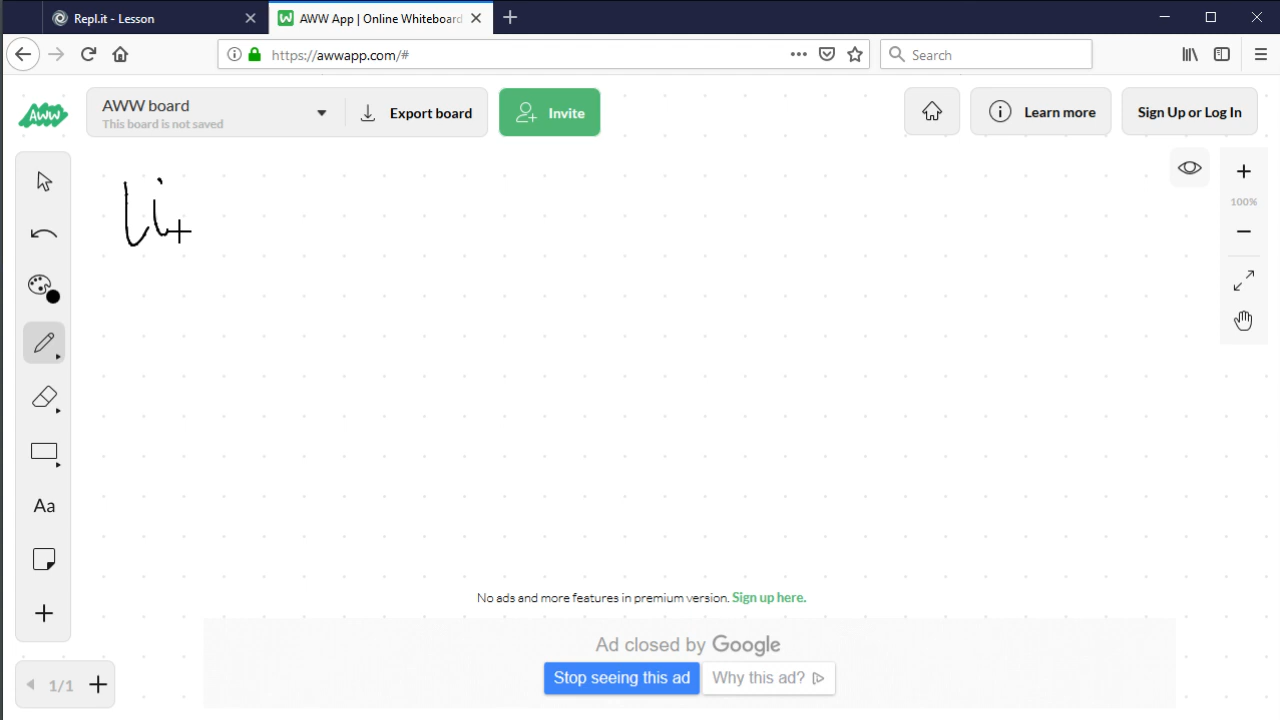 Repl.it - Lesson
AWW App | Online Whiteboard
https://awwapp.com/#
Search
AWW
AWW board
This board is not saved
Export board
Invite
Learn more
Sign Up or Log In
100%
Li
Aa
No ads and more features in premium version. Sign up here.
Ad closed by Google
Stop seeing this ad
Why this ad?
1/1